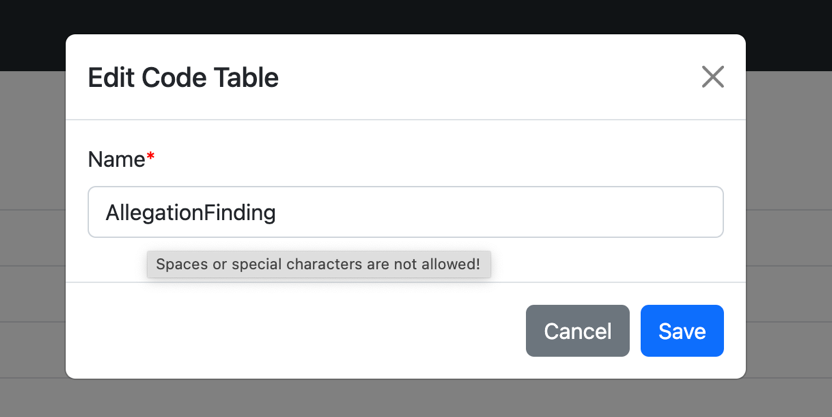 Edit Code Table
Name*
AllegationFinding
Spaces or special characters are not allowed!
Cancel Save